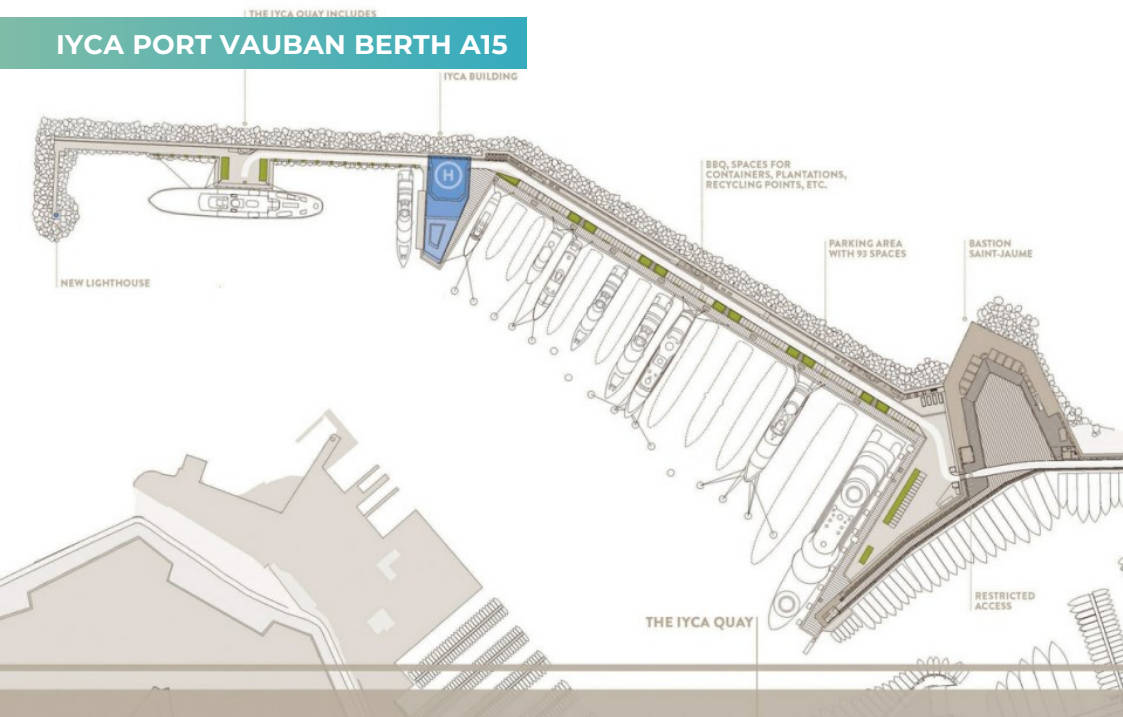 THE IYCA QUAY INCLUDES
IYCA PORT VAUBAN BERTH A15
IYCA BUILDING
H
BBQ, SPACES FOR
CONTAINERS, PLANTATIONS,
RECYCLING POINTS, ETC.
PARKING AREA
WITH 93 SPACES
BASTION
SAINT-JAUME
NEW LIGHTHOUSE
RESTRICTED
ACCESS
THE IYCA QUAY